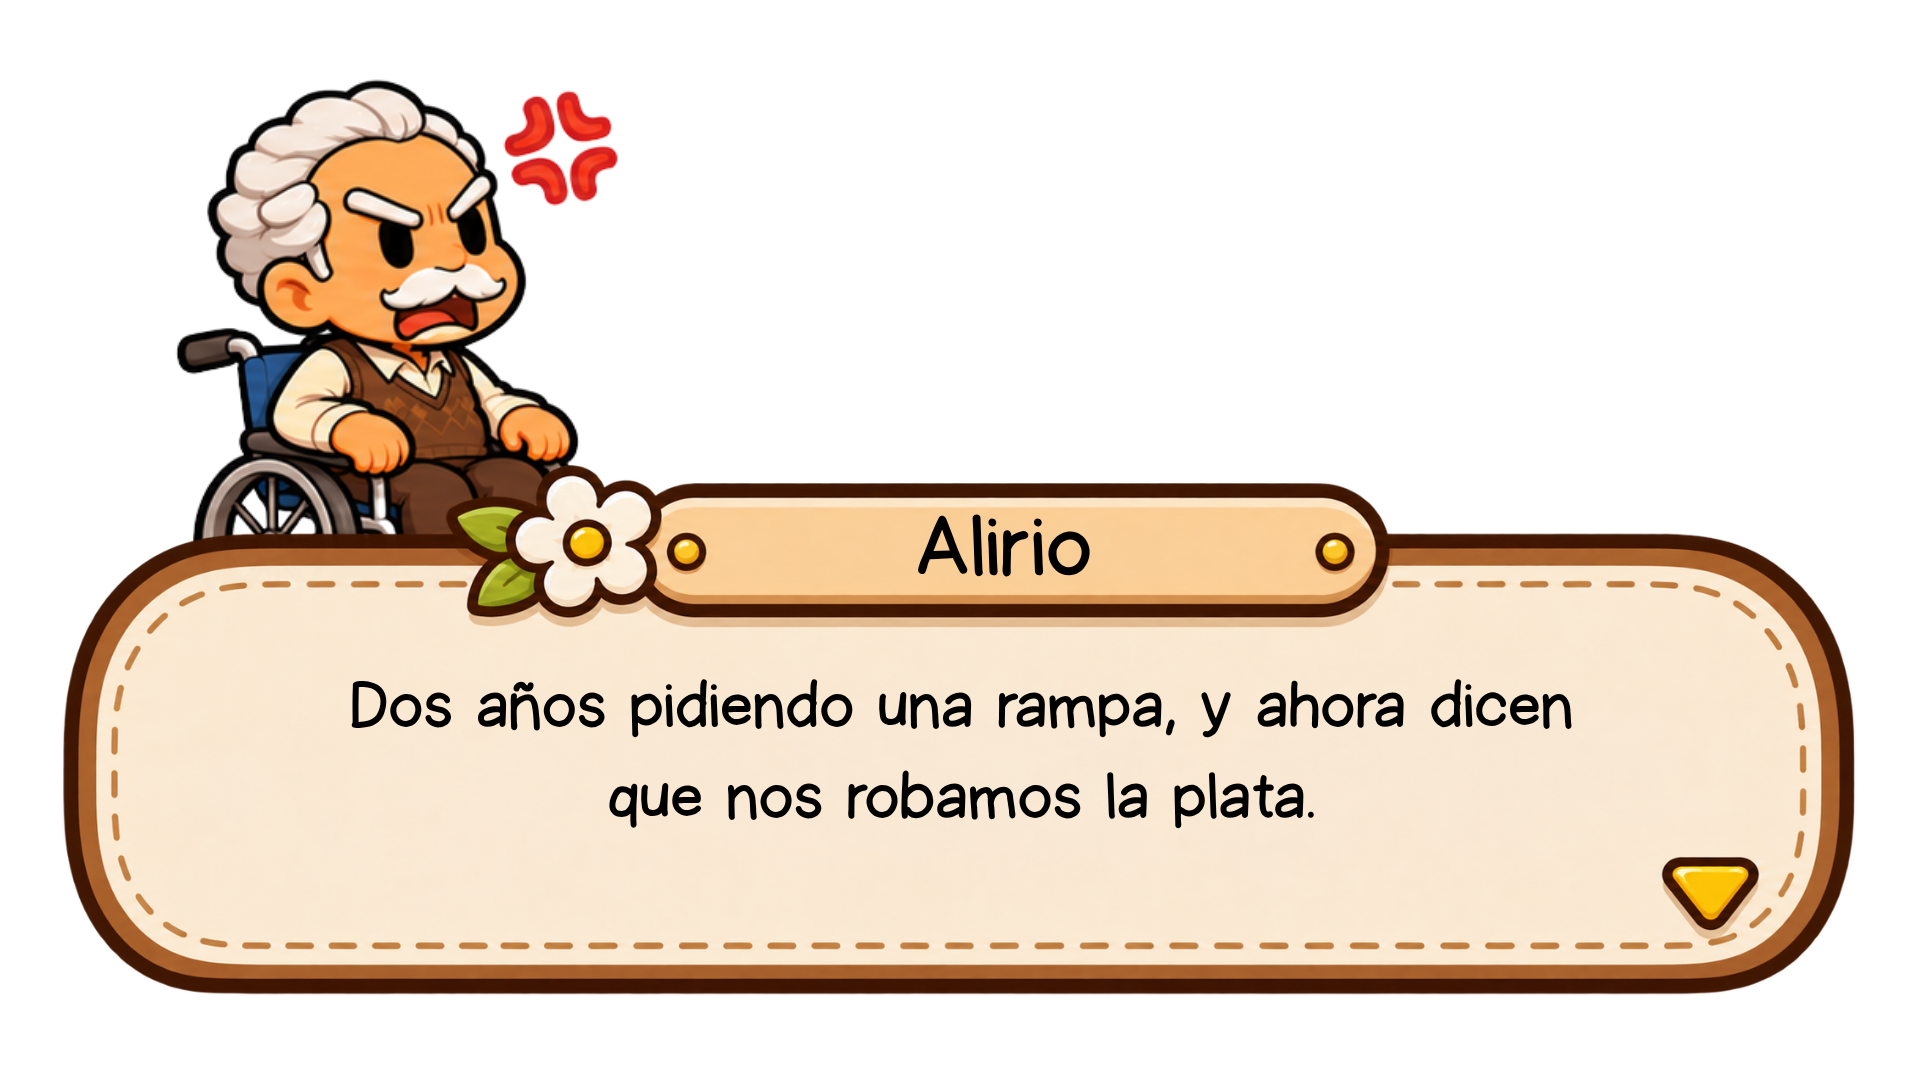 Alirio
Dos años pidiendo una rampa, y ahora dicen
que nos robamos la plata.